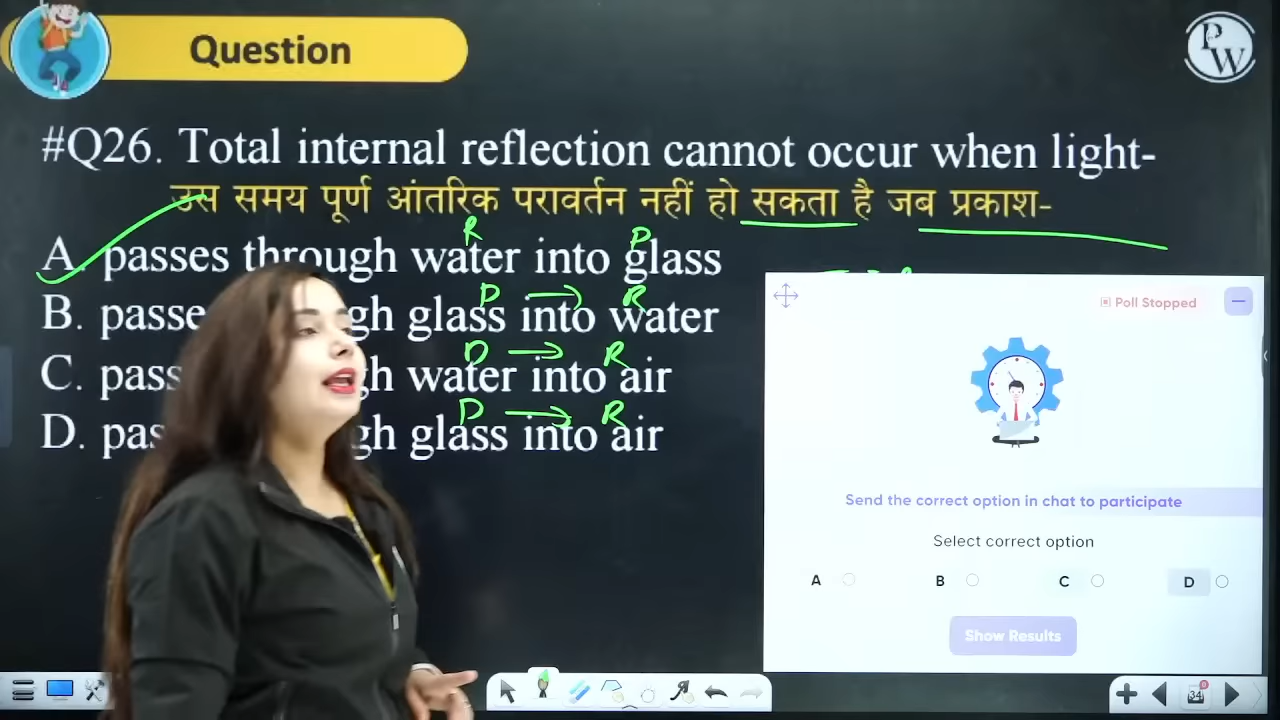 Question
PW
#Q26. Total internal reflection cannot occur when light-
उस समय पूर्ण आंतरिक परावर्तन नहीं हो सकता है जब प्रकाश-
R D
A. passes through water into glass
D → R
B. passe gh glass into water
D → R
C. pass gh water into air
D → R
D. pas gh glass into air
Poll Stopped
Send the correct option in chat to participate
Select correct option
A B C D
Show Results
34